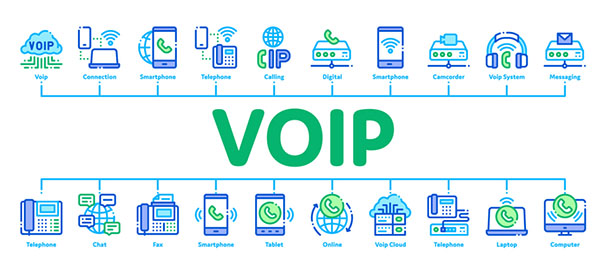 VOIP
IP
Voip Connection Smartphone Telephone Calling Digital Smartphone Camcorder Voip System Messaging
VOIP
Telephone Chat Fax Smartphone Tablet Online Voip Cloud Telephone Laptop Computer